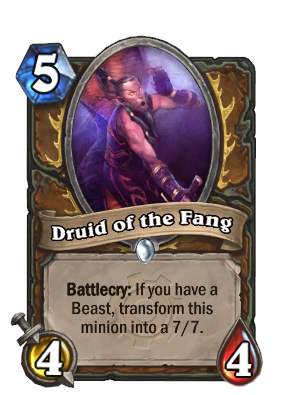 5
Druid of the Fang
Battlecry: If you have a
Beast, transform this
minion into a 7/7.
4
4